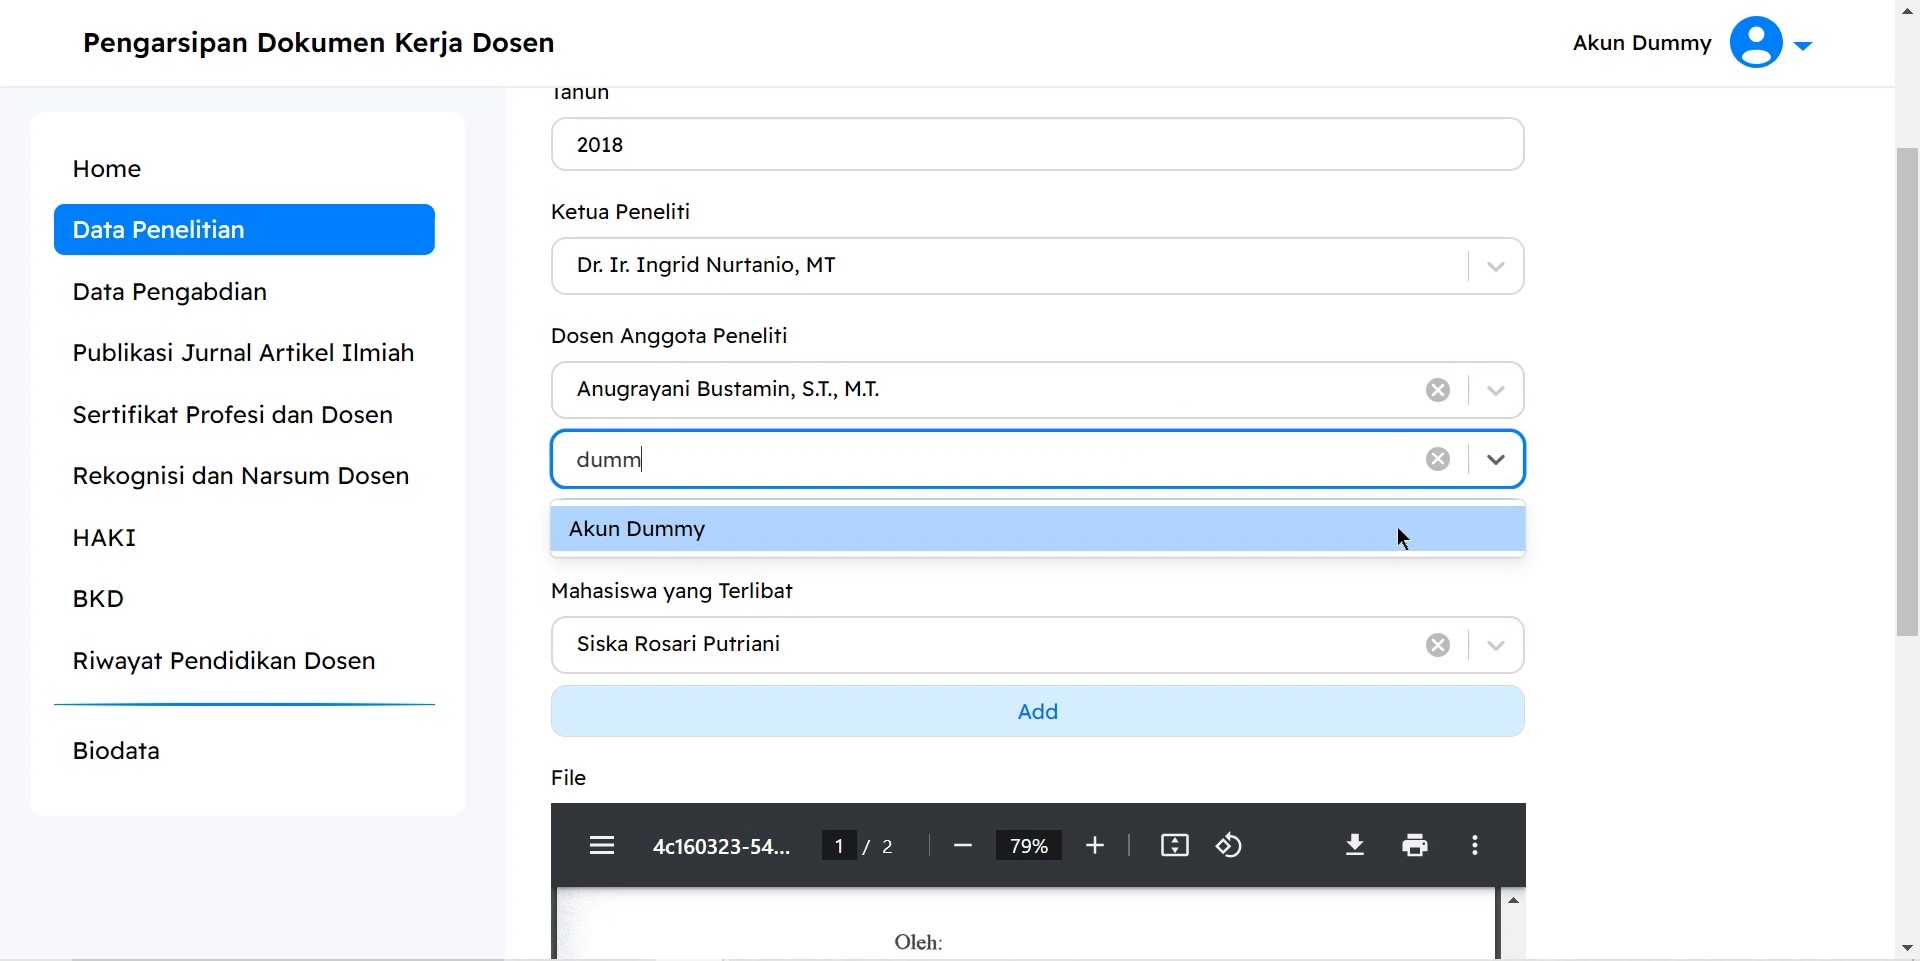 Pengarsipan Dokumen Kerja Dosen
Akun Dummy
Home
Data Penelitian
Data Pengabdian
Publikasi Jurnal Artikel Ilmiah
Sertifikat Profesi dan Dosen
Rekognisi dan Narsum Dosen
HAKI
BKD
Riwayat Pendidikan Dosen
Biodata
Tahun
2018
Ketua Peneliti
Dr. Ir. Ingrid Nurtanio, MT
Dosen Anggota Peneliti
Anugrayani Bustamin, S.T., M.T.
dumm
Akun Dummy
Mahasiswa yang Terlibat
Siska Rosari Putriani
Add
File
4c160323-54... 1 / 2 79%
Oleh: